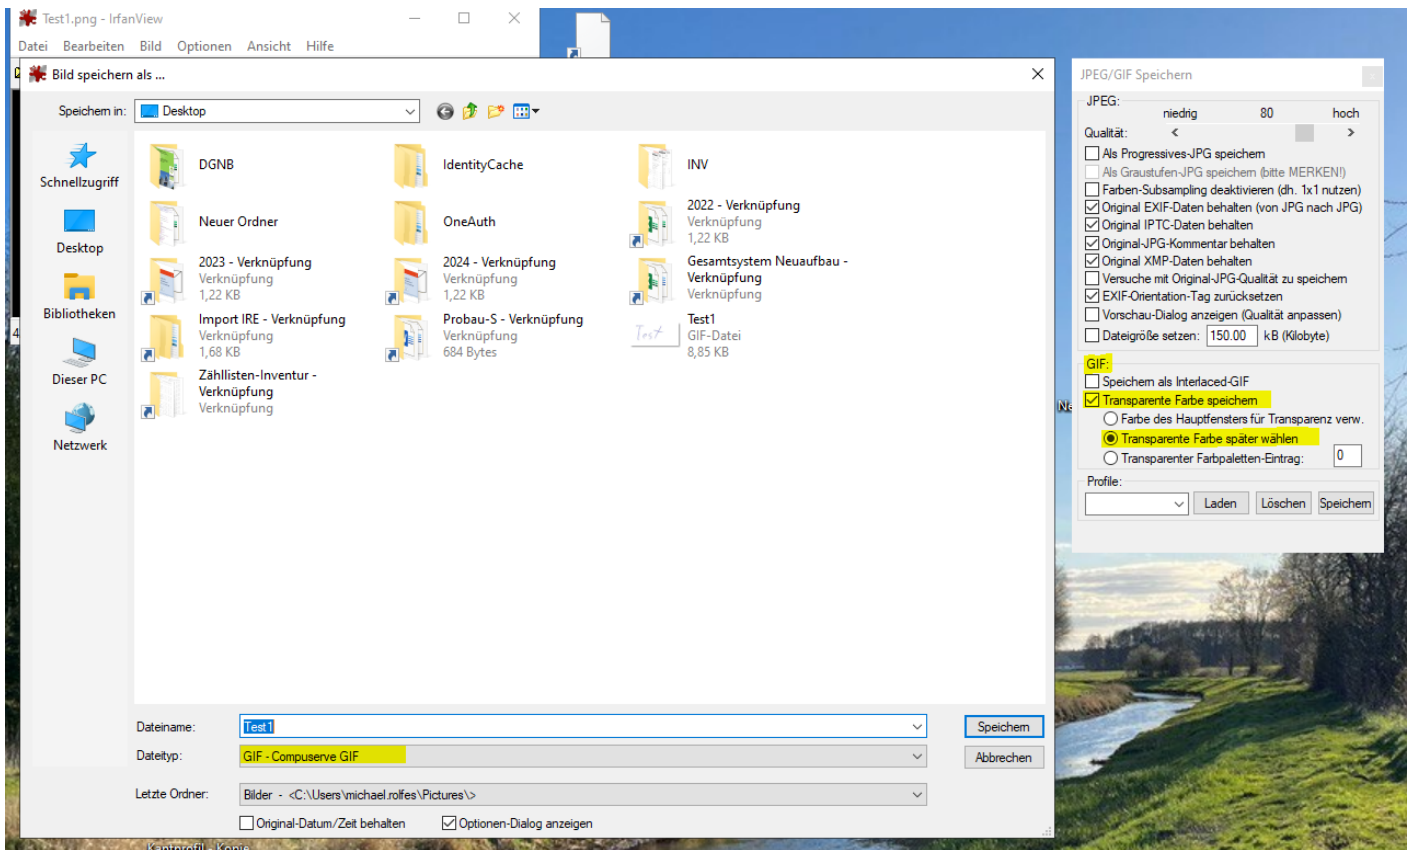 Test1.png - IrfanView
Datei Bearbeiten Bild Optionen Ansicht Hilfe
Bild speichern als ...
Speichern in: Desktop
Schnellzugriff
Desktop
Bibliotheken
Dieser PC
Netzwerk
DGNB
IdentityCache
INV
Neuer Ordner
OneAuth
2022 - Verknüpfung
Verknüpfung
1,22 KB
2023 - Verknüpfung
Verknüpfung
1,22 KB
2024 - Verknüpfung
Verknüpfung
1,22 KB
Gesamtsystem Neuaufbau -
Verknüpfung
Verknüpfung
Import IRE - Verknüpfung
Verknüpfung
1,68 KB
Probau-S - Verknüpfung
Verknüpfung
684 Bytes
Test
Test1
GIF-Datei
8,85 KB
Zähllisten-Inventur -
Verknüpfung
Verknüpfung
Dateiname: Test1 Speichern
Dateityp: GIF - Compuserve GIF Abbrechen
Letzte Ordner: Bilder - <C:\Users\michael.rolfes\Pictures\>
Original-Datum/Zeit behalten Optionen-Dialog anzeigen
JPEG/GIF Speichern
JPEG:
niedrig 80 hoch
Qualität: < >
Als Progressives-JPG speichern
Als Graustufen-JPG speichern (bitte MERKEN!)
Farben-Subsampling deaktivieren (dh. 1x1 nutzen)
Original EXIF-Daten behalten (von JPG nach JPG)
Original IPTC-Daten behalten
Original-JPG-Kommentar behalten
Original XMP-Daten behalten
Versuche mit Original-JPG-Qualität zu speichern
EXIF-Orientation-Tag zurücksetzen
Vorschau-Dialog anzeigen (Qualität anpassen)
Dateigröße setzen: 150.00 kB (Kilobyte)
GIF:
Speichern als Interlaced-GIF
Transparente Farbe speichern
Farbe des Hauptfensters für Transparenz verw.
Transparente Farbe später wählen
Transparenter Farbpaletten-Eintrag: 0
Profile:
Laden Löschen Speichern
Kantprofil - Kopie